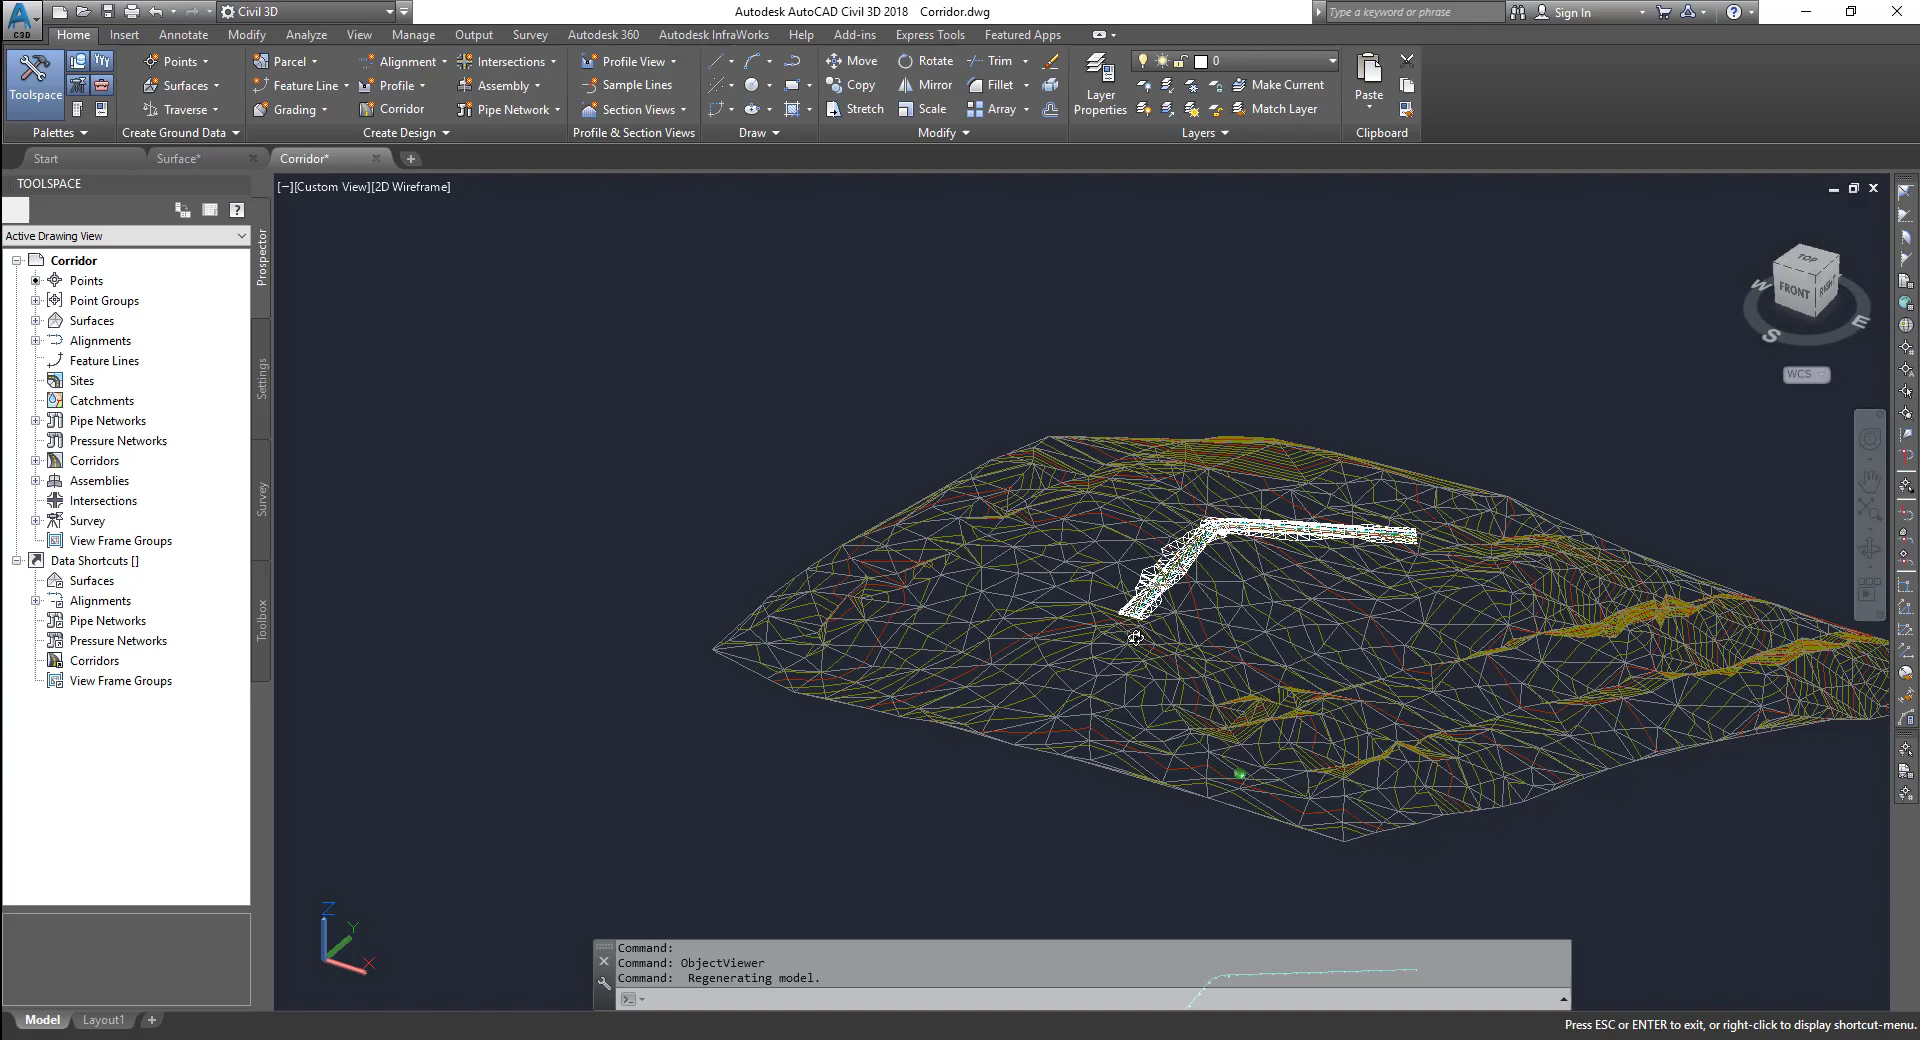 C3D
Civil 3D
Autodesk AutoCAD Civil 3D 2018 Corridor.dwg
Type a keyword or phrase
Sign In
Home Insert Annotate Modify Analyze View Manage Output Survey Autodesk 360 Autodesk InfraWorks Help Add-ins Express Tools Featured Apps
Points Parcel Alignment Intersections Profile View Move Rotate Trim 0
Toolspace Surfaces Feature Line Profile Assembly Sample Lines Copy Mirror Fillet Layer Properties Make Current Paste
Traverse Grading Corridor Pipe Network Section Views Stretch Scale Array Match Layer
Palettes Create Ground Data Create Design Profile & Section Views Draw Modify Layers Clipboard
Start Surface* Corridor*
TOOLSPACE
[−][Custom View][2D Wireframe]
Active Drawing View
Corridor
Points
Point Groups
Surfaces
Alignments
Feature Lines
Sites
Catchments
Pipe Networks
Pressure Networks
Corridors
Assemblies
Intersections
Survey
View Frame Groups
Data Shortcuts []
Surfaces
Alignments
Pipe Networks
Pressure Networks
Corridors
View Frame Groups
Prospector
Settings
Survey
Toolbox
TOP
FRONT
RIGHT
W
S
E
WCS
Z
Y
X
Command:
Command: ObjectViewer
Command: Regenerating model.
Model Layout1
Press ESC or ENTER to exit, or right-click to display shortcut-menu.